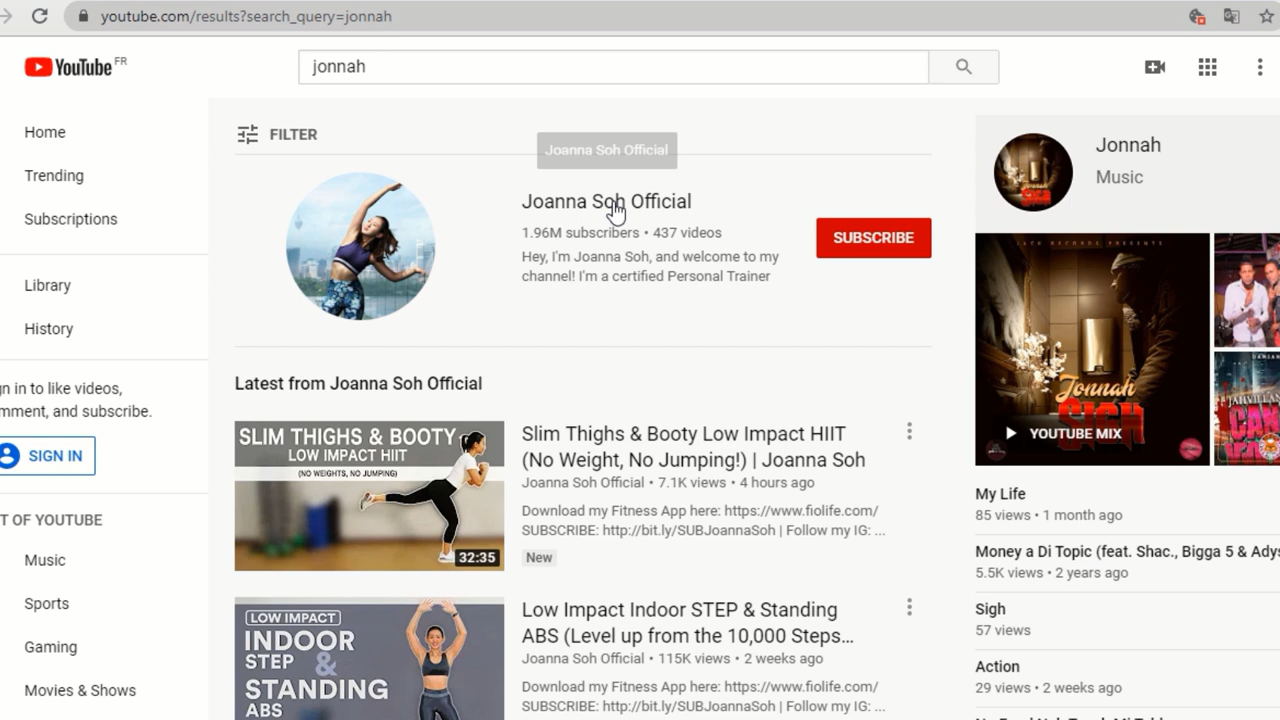 youtube.com/results?search_query=jonnah
YouTube FR
jonnah
Home
Trending
Subscriptions
Library
History
gn in to like videos,
mment, and subscribe.
SIGN IN
T OF YOUTUBE
Music
Sports
Gaming
Movies & Shows
FILTER
Joanna Soh Official
Joanna Soh Official
1.96M subscribers • 437 videos
Hey, I'm Joanna Soh, and welcome to my
channel! I'm a certified Personal Trainer
SUBSCRIBE
Latest from Joanna Soh Official
SLIM THIGHS & BOOTY
LOW IMPACT HIIT
(NO WEIGHTS, NO JUMPING)
32:35
Slim Thighs & Booty Low Impact HIIT
(No Weight, No Jumping!) | Joanna Soh
Joanna Soh Official • 7.1K views • 4 hours ago
Download my Fitness App here: https://www.fiolife.com/
SUBSCRIBE: http://bit.ly/SUBJoannaSoh | Follow my IG: ...
New
LOW IMPACT
INDOOR
STEP &
STANDING
ABS
Low Impact Indoor STEP & Standing
ABS (Level up from the 10,000 Steps...
Joanna Soh Official • 115K views • 2 weeks ago
Download my Fitness App here: https://www.fiolife.com/
SUBSCRIBE: http://bit.ly/SUBJoannaSoh | Follow my IG: ...
Jonnah
Music
Jonnah
SIGH
YOUTUBE MIX
My Life
85 views • 1 month ago
Money a Di Topic (feat. Shac., Bigga 5 & Adys
5.5K views • 2 years ago
Sigh
57 views
Action
29 views • 2 weeks ago